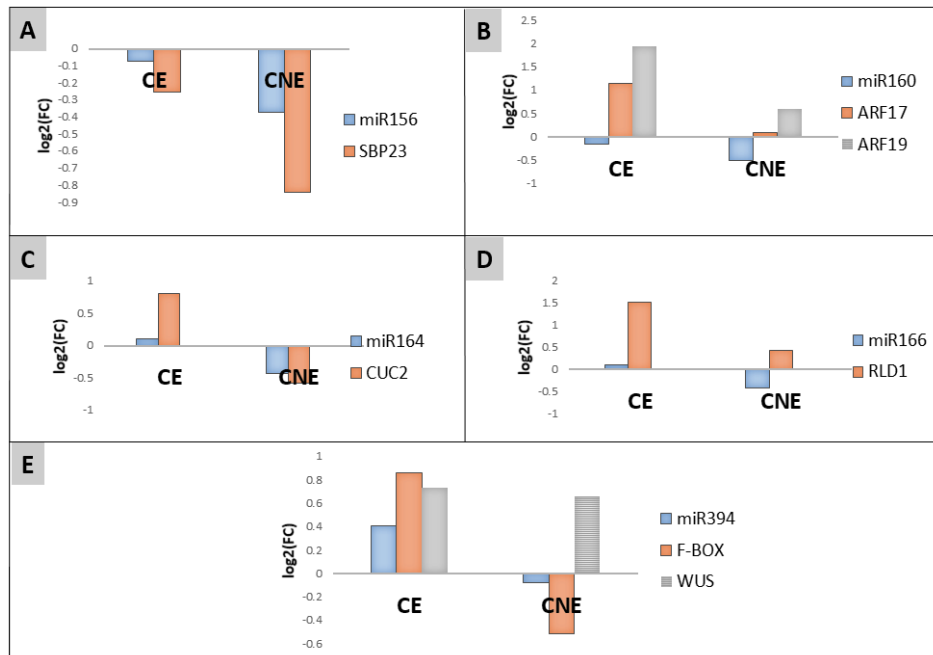 A
0
-0.1
-0.2
-0.3
-0.4
-0.5
-0.6
-0.7
-0.8
-0.9
log2(FC)
CE
CNE
miR156
SBP23
B
2.5
2
1.5
1
0.5
0
-0.5
1
log2(FC)
CE
CNE
miR160
ARF17
ARF19
C
1
0.5
0
-0.5
-1
log2(FC)
CE
CNE
miR164
CUC2
D
2
1.5
1
0.5
0
-0.5
1
log2(FC)
CE
CNE
miR166
RLD1
E
1
0.8
0.6
0.4
0.2
0
-0.2
-0.4
-0.6
log2(FC)
CE
CNE
miR394
F-BOX
WUS